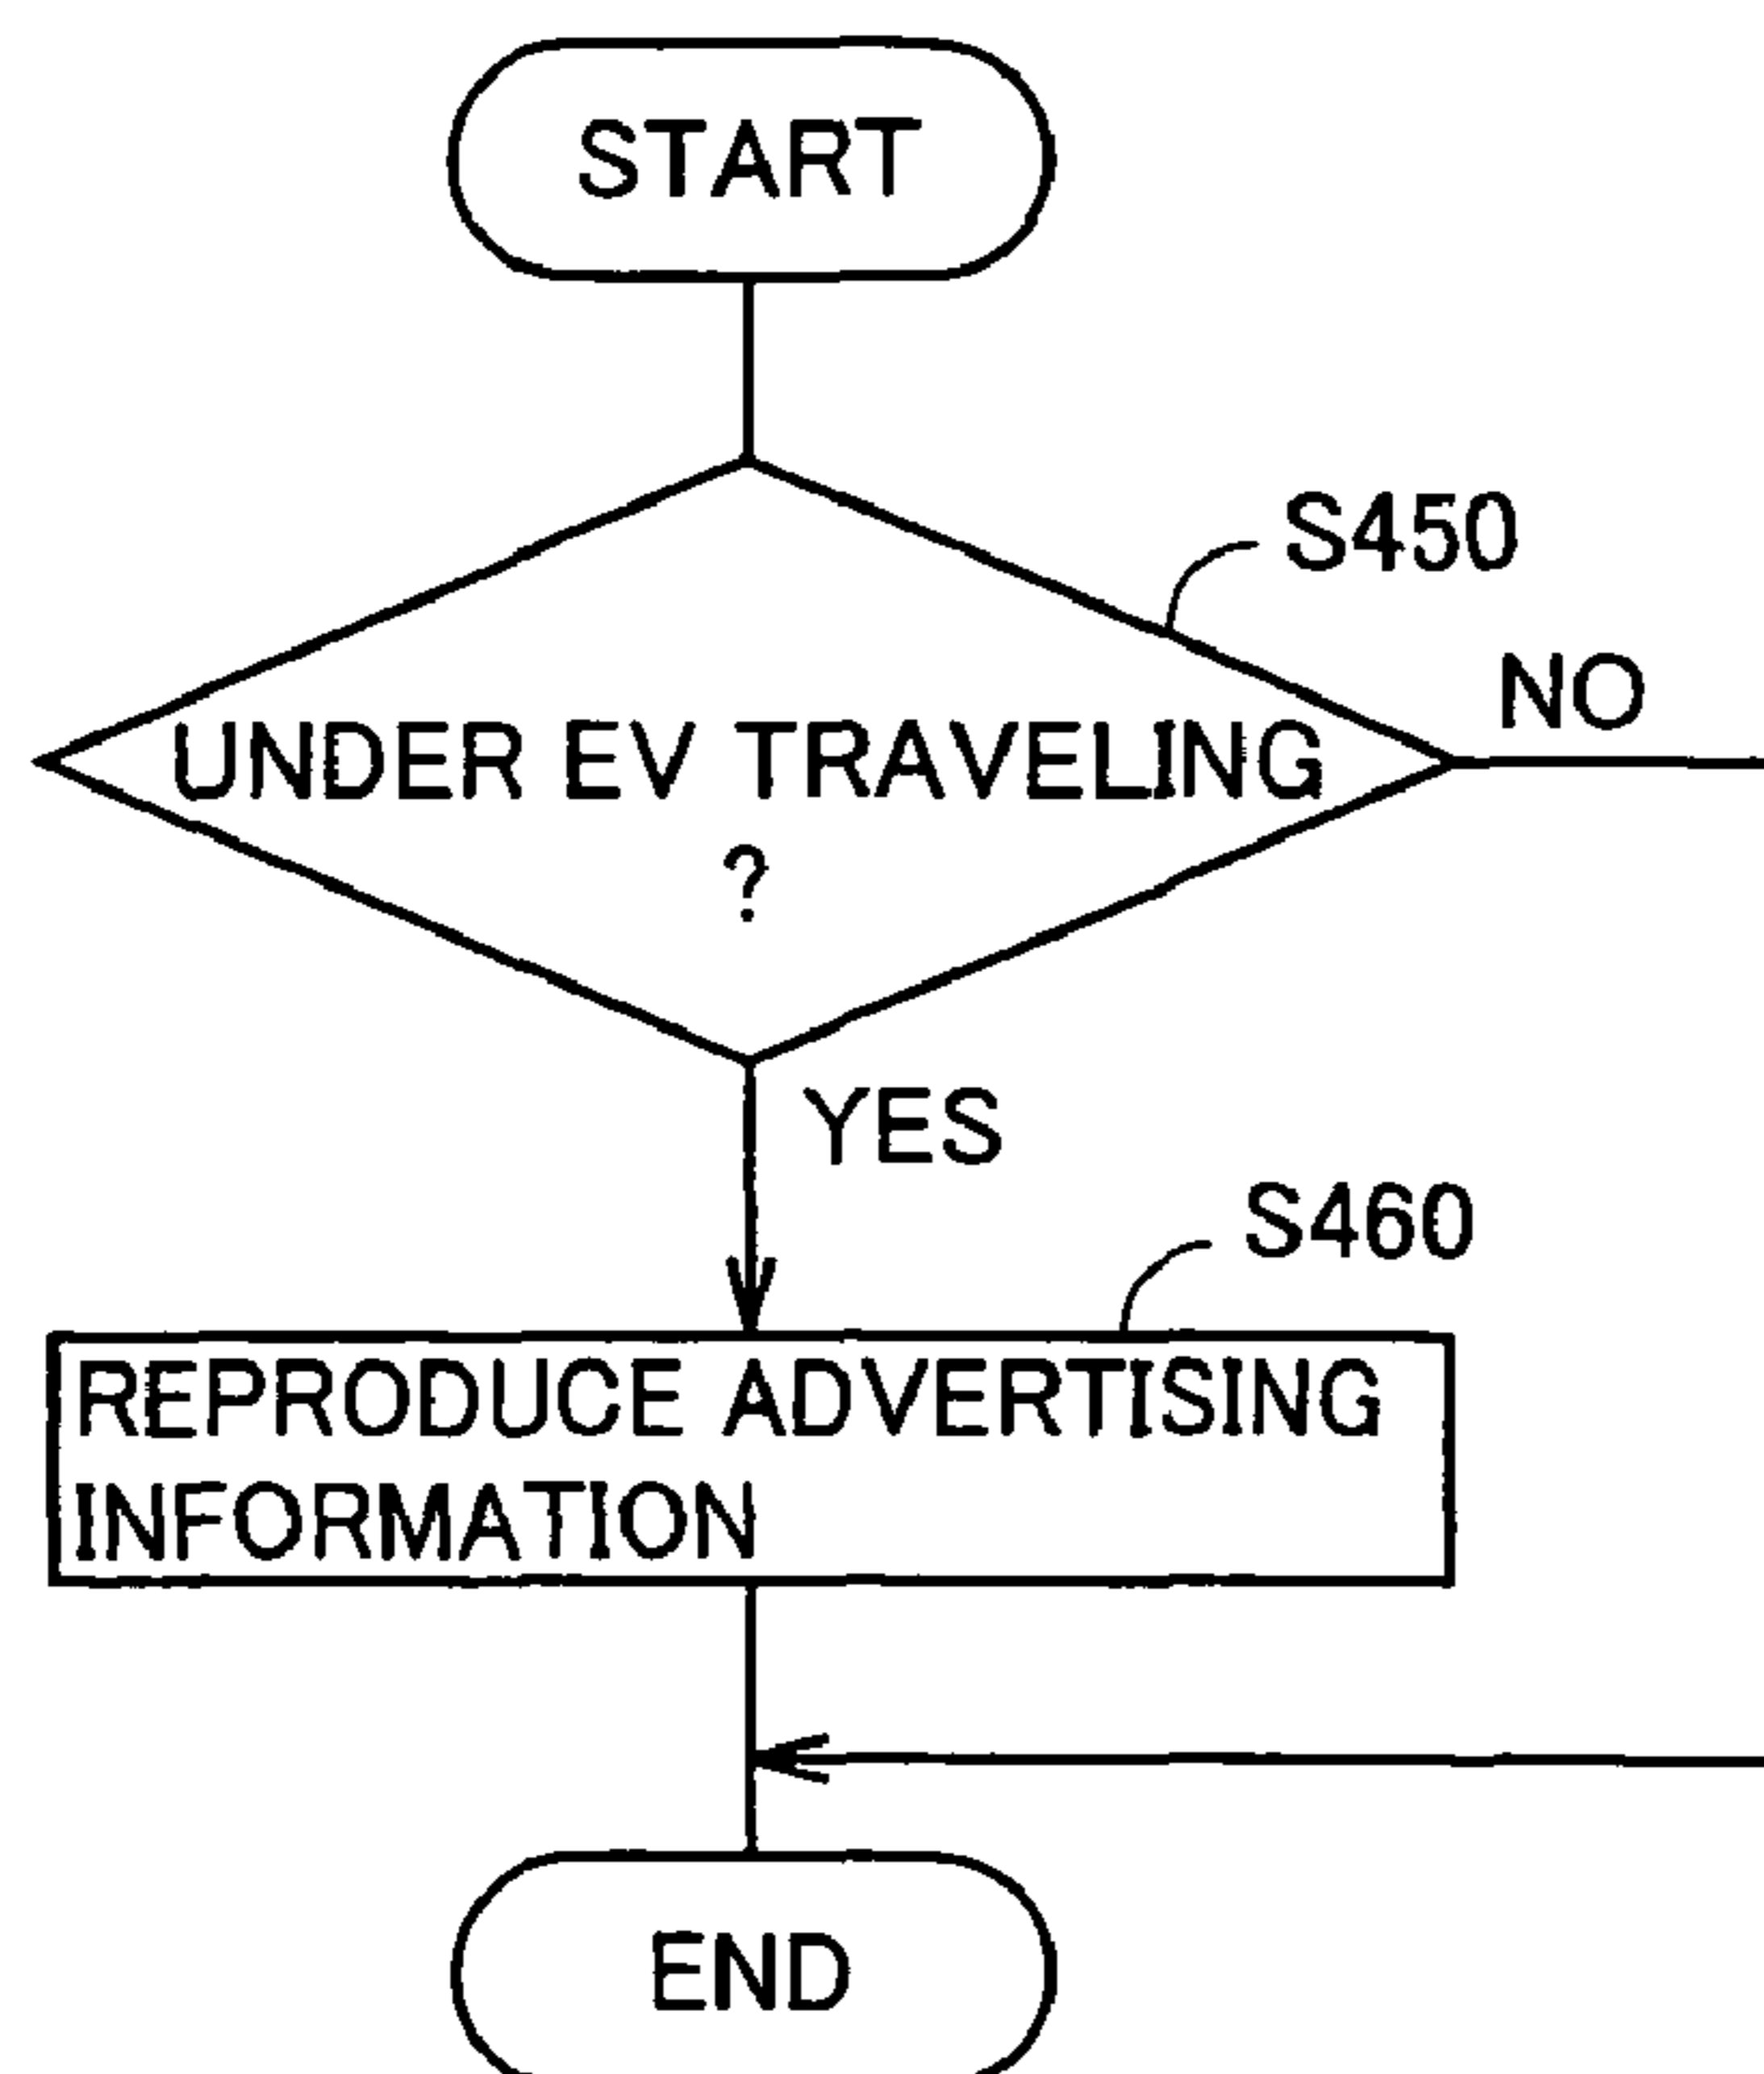 START
S450
NO
UNDER EV TRAVELING
?
YES
S460
REPRODUCE ADVERTISING
INFORMATION
END